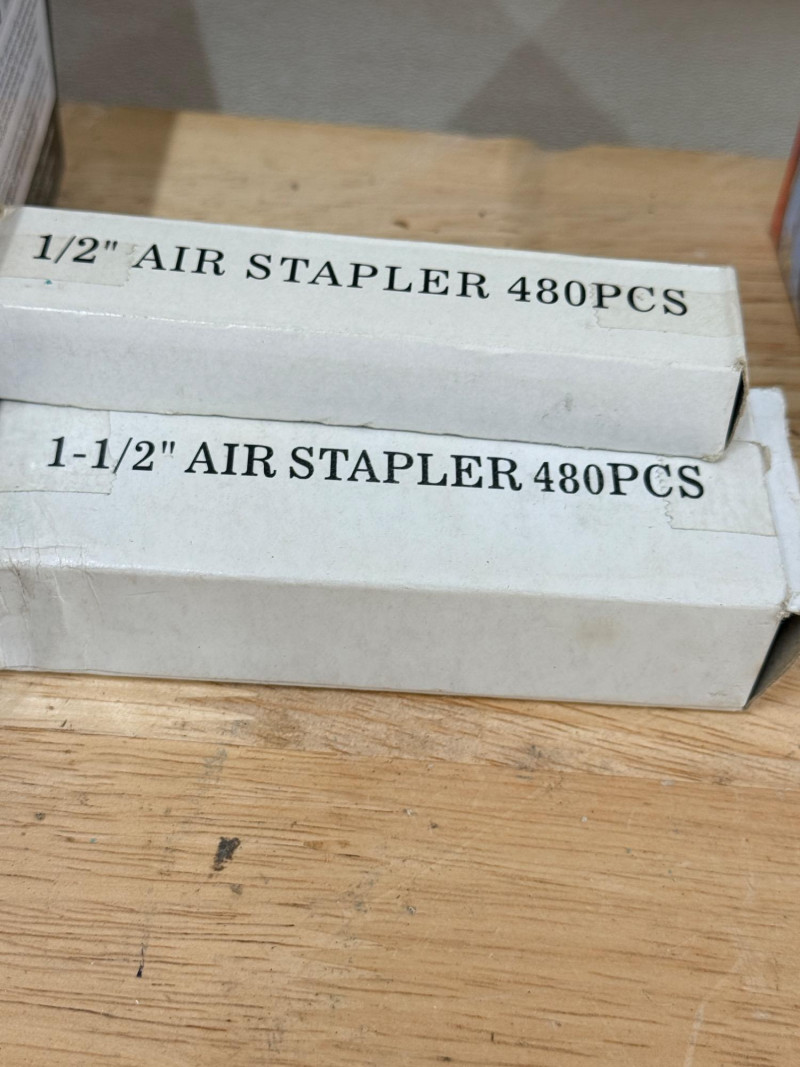 1/2" AIR STAPLER 480PCS
1-1/2" AIR STAPLER 480PCS